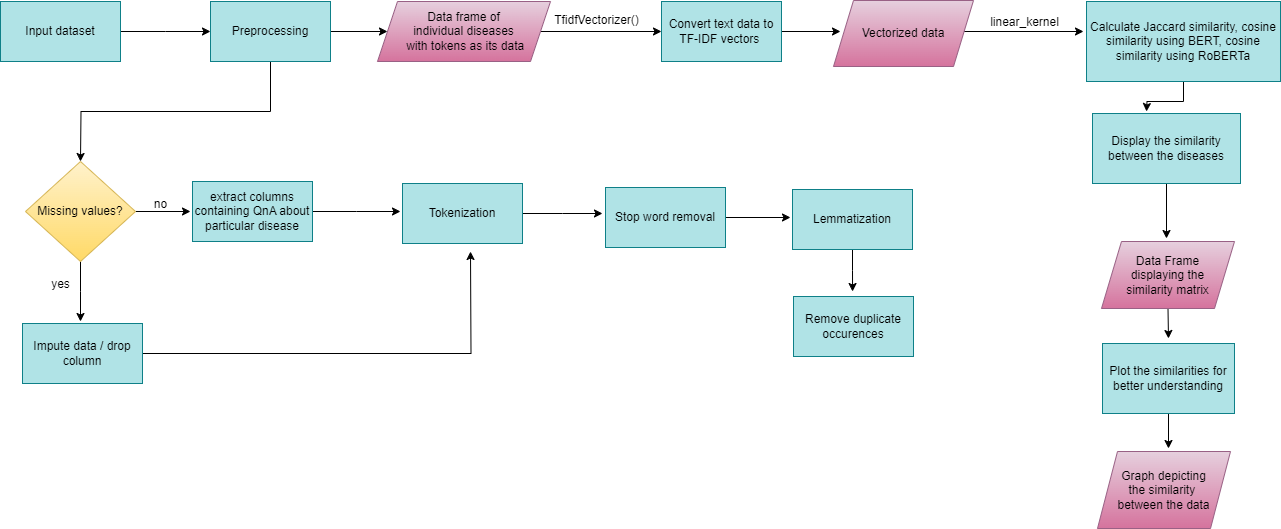 Input dataset
Preprocessing
Data frame of
individual diseases
with tokens as its data
TfidfVectorizer()
Convert text data to
TF-IDF vectors
Vectorized data
linear_kernel
Calculate Jaccard similarity, cosine
similarity using BERT, cosine
similarity using RoBERTa
Display the similarity
between the diseases
Missing values?
no
extract columns
containing QnA about
particular disease
Tokenization
Stop word removal
Lemmatization
yes
Impute data / drop
column
Remove duplicate
occurences
Data Frame
displaying the
similarity matrix
Plot the similarities for
better understanding
Graph depicting
the similarity
between the data